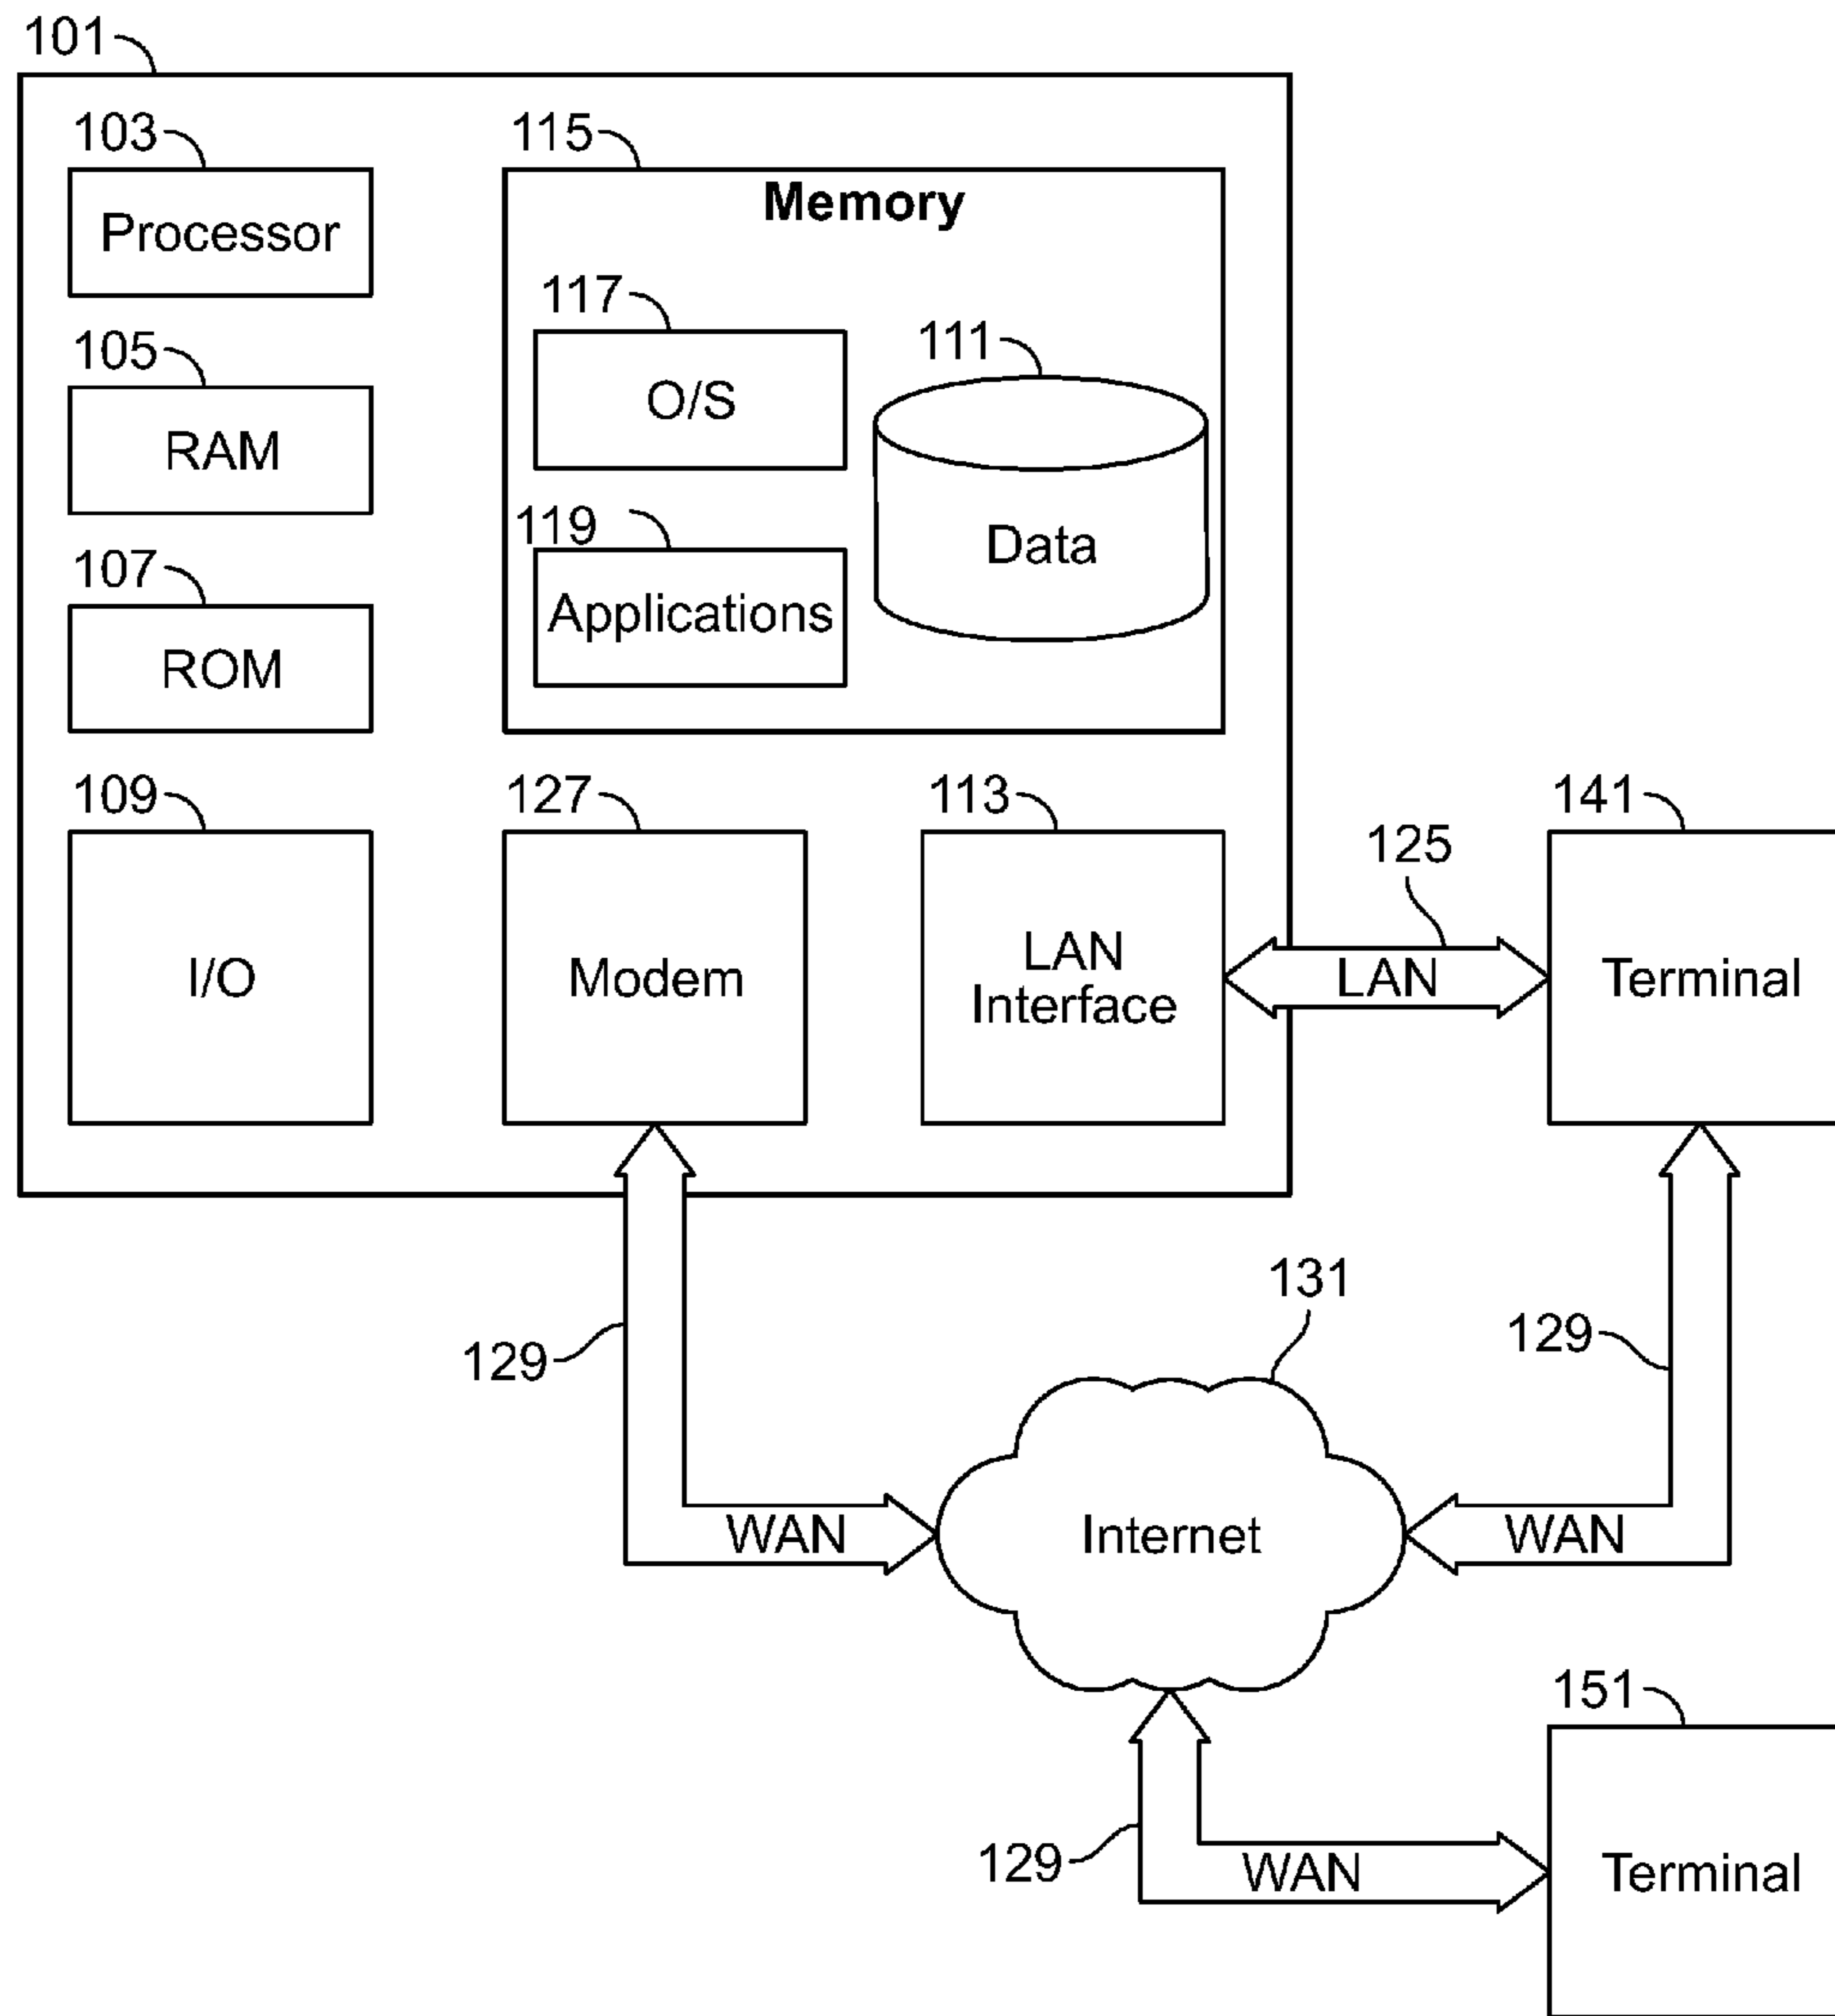 101
103
Processor
105
RAM
107
ROM
109
I/O
115
Memory
117
O/S
111
Data
119
Applications
127
Modem
113
LAN
Interface
125
LAN
141
Terminal
129
WAN
131
Internet
129
WAN
129
WAN
151
Terminal